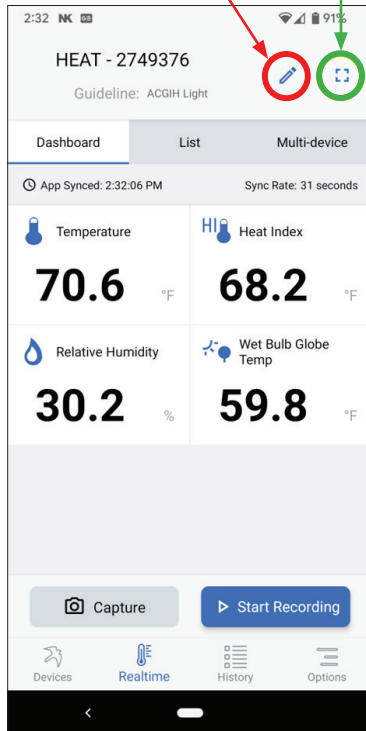 2:32 NK 91%
HEAT - 2749376
Guideline: ACGIH Light
Dashboard List Multi-device
App Synced: 2:32:06 PM Sync Rate: 31 seconds
Temperature
70.6 °F
HI Heat Index
68.2 °F
Relative Humidity
30.2 %
Wet Bulb Globe
Temp
59.8 °F
Capture Start Recording
Devices Realtime History Options